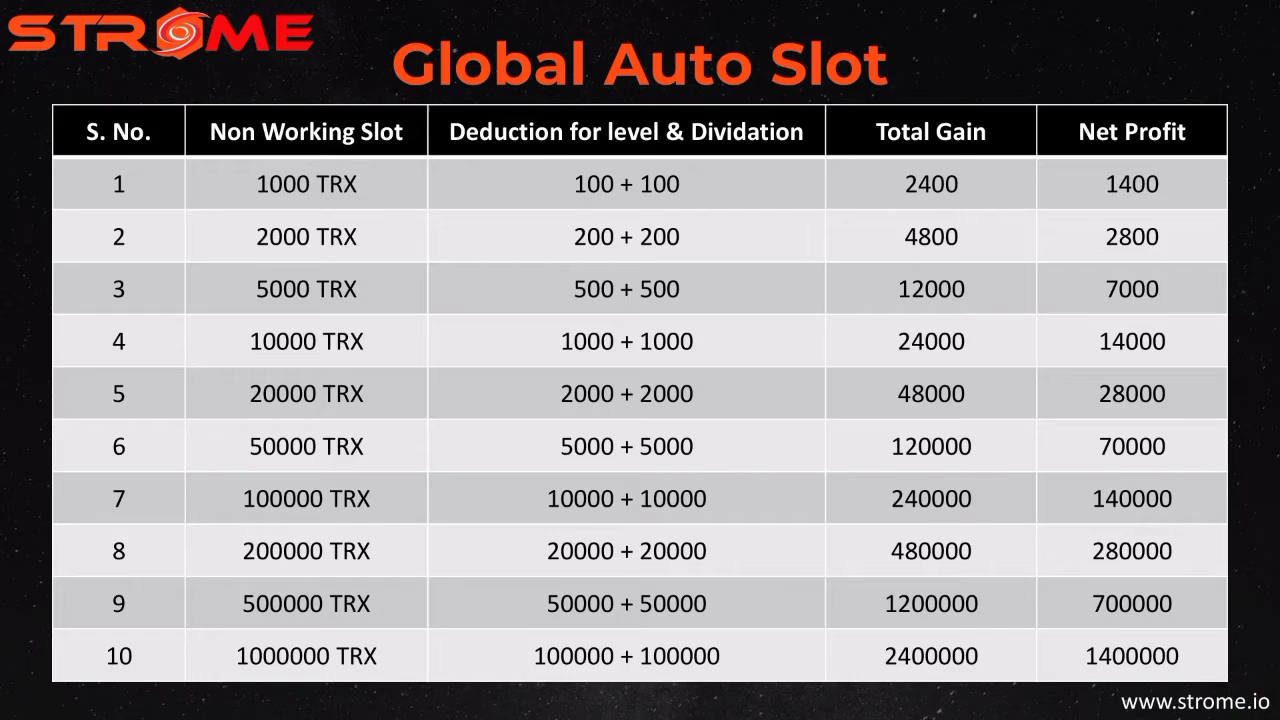 STROME
Global Auto Slot
S. No. Non Working Slot Deduction for level & Dividation Total Gain Net Profit
1 1000 TRX 100 + 100 2400 1400
2 2000 TRX 200 + 200 4800 2800
3 5000 TRX 500 + 500 12000 7000
4 10000 TRX 1000 + 1000 24000 14000
5 20000 TRX 2000 + 2000 48000 28000
6 50000 TRX 5000 + 5000 120000 70000
7 100000 TRX 10000 + 10000 240000 140000
8 200000 TRX 20000 + 20000 480000 280000
9 500000 TRX 50000 + 50000 1200000 700000
10 1000000 TRX 100000 + 100000 2400000 1400000
www.strome.io